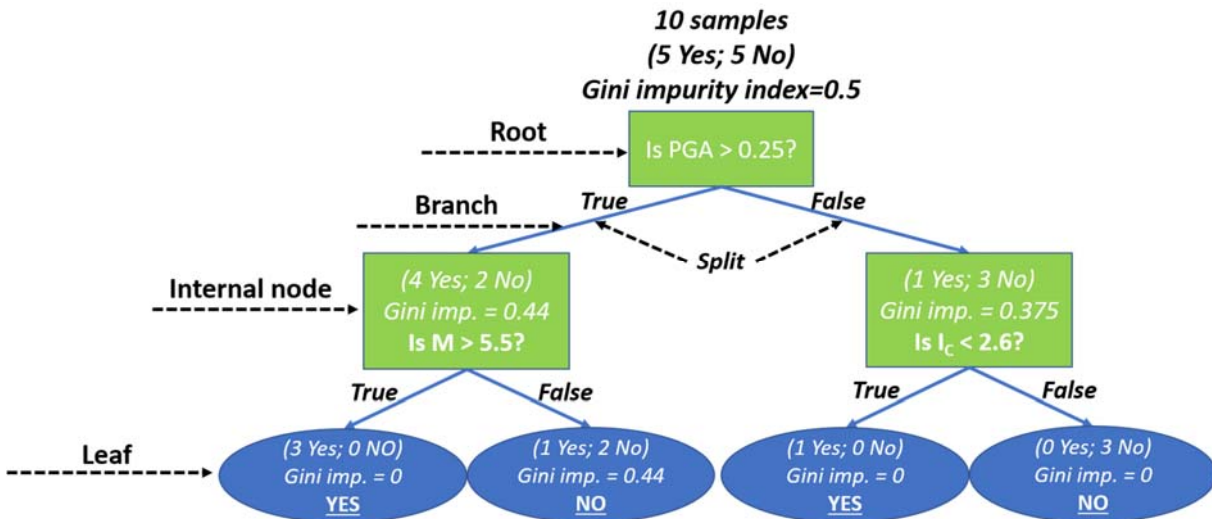 10 samples
(5 Yes; 5 No)
Gini impurity index=0.5
Root
Is PGA > 0.25?
Branch
True
False
Split
Internal node
(4 Yes; 2 No)
Gini imp. = 0.44
Is M > 5.5?
(1 Yes; 3 No)
Gini imp. = 0.375
Is I_C < 2.6?
True
False
True
False
Leaf
(3 Yes; 0 NO)
Gini imp. = 0
YES
(1 Yes; 2 No)
Gini imp. = 0.44
NO
(1 Yes; 0 No)
Gini imp. = 0
YES
(0 Yes; 3 No)
Gini imp. = 0
NO